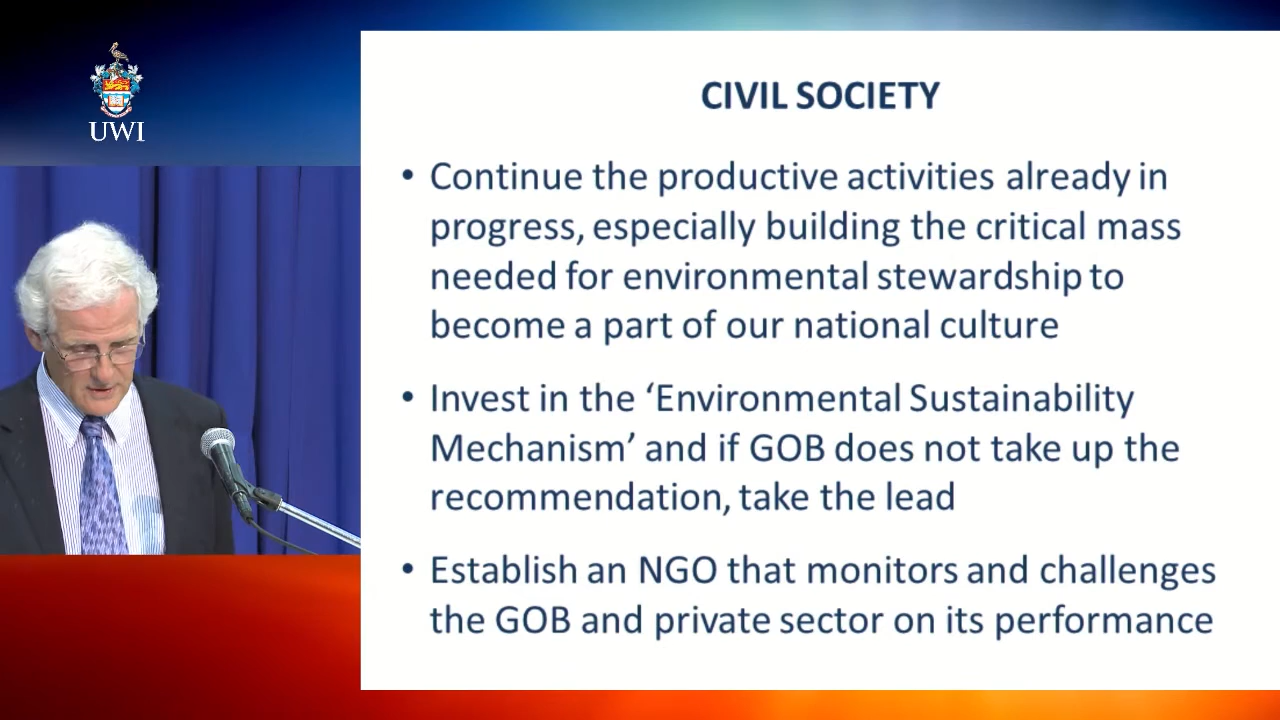 UWI
CIVIL SOCIETY
• Continue the productive activities already in
progress, especially building the critical mass
needed for environmental stewardship to
become a part of our national culture
• Invest in the ‘Environmental Sustainability
Mechanism’ and if GOB does not take up the
recommendation, take the lead
• Establish an NGO that monitors and challenges
the GOB and private sector on its performance